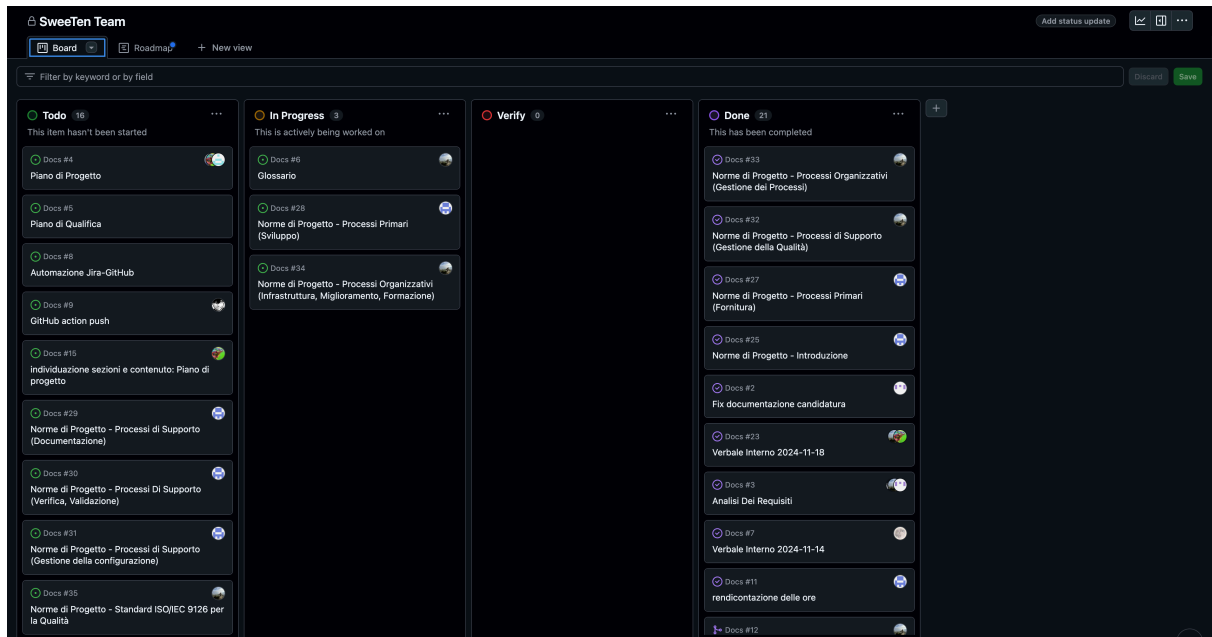 SweeTen Team
Add status update
Board
Roadmap
New view
Filter by keyword or by field
Discard
Save
Todo 16
This item hasn't been started
Docs #4
Piano di Progetto
Docs #5
Piano di Qualifica
Docs #8
Automazione Jira-GitHub
Docs #9
GitHub action push
Docs #15
individuazione sezioni e contenuto: Piano di
progetto
Docs #29
Norme di Progetto - Processi di Supporto
(Documentazione)
Docs #30
Norme di Progetto - Processi Di Supporto
(Verifica, Validazione)
Docs #31
Norme di Progetto - Processi di Supporto
(Gestione della configurazione)
Docs #35
Norme di Progetto - Standard ISO/IEC 9126 per
la Qualità
In Progress 3
This is actively being worked on
Docs #6
Glossario
Docs #28
Norme di Progetto - Processi Primari
(Sviluppo)
Docs #34
Norme di Progetto - Processi Organizzativi
(Infrastruttura, Miglioramento, Formazione)
Verify 0
Done 21
This has been completed
Docs #33
Norme di Progetto - Processi Organizzativi
(Gestione dei Processi)
Docs #32
Norme di Progetto - Processi di Supporto
(Gestione della Qualità)
Docs #27
Norme di Progetto - Processi Primari
(Fornitura)
Docs #25
Norme di Progetto - Introduzione
Docs #2
Fix documentazione candidatura
Docs #23
Verbale Interno 2024-11-18
Docs #3
Analisi Dei Requisiti
Docs #7
Verbale Interno 2024-11-14
Docs #11
rendicontazione delle ore
Docs #12